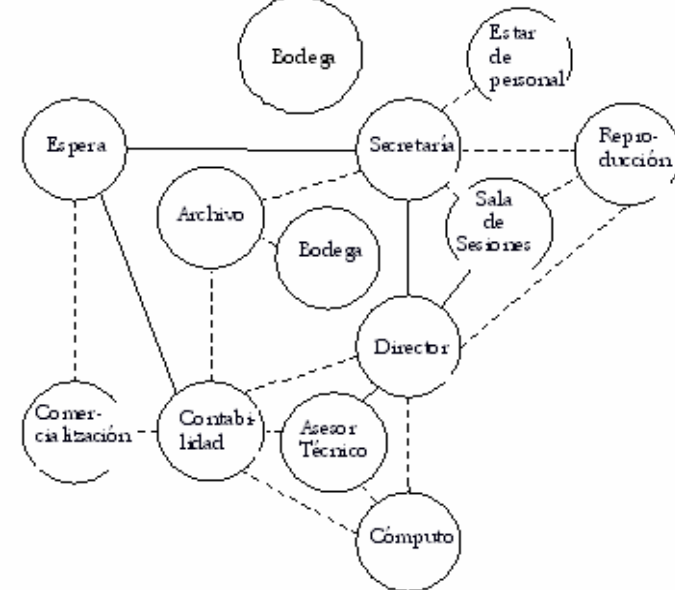 Bodega
Estar
de
personal
Espera
Secretaría
Repro-
ducción
Archivo
Sala
de
Sesiones
Bodega
Director
Comer-
cialización
Contabi-
lidad
Asesor
Técnico
Cómputo